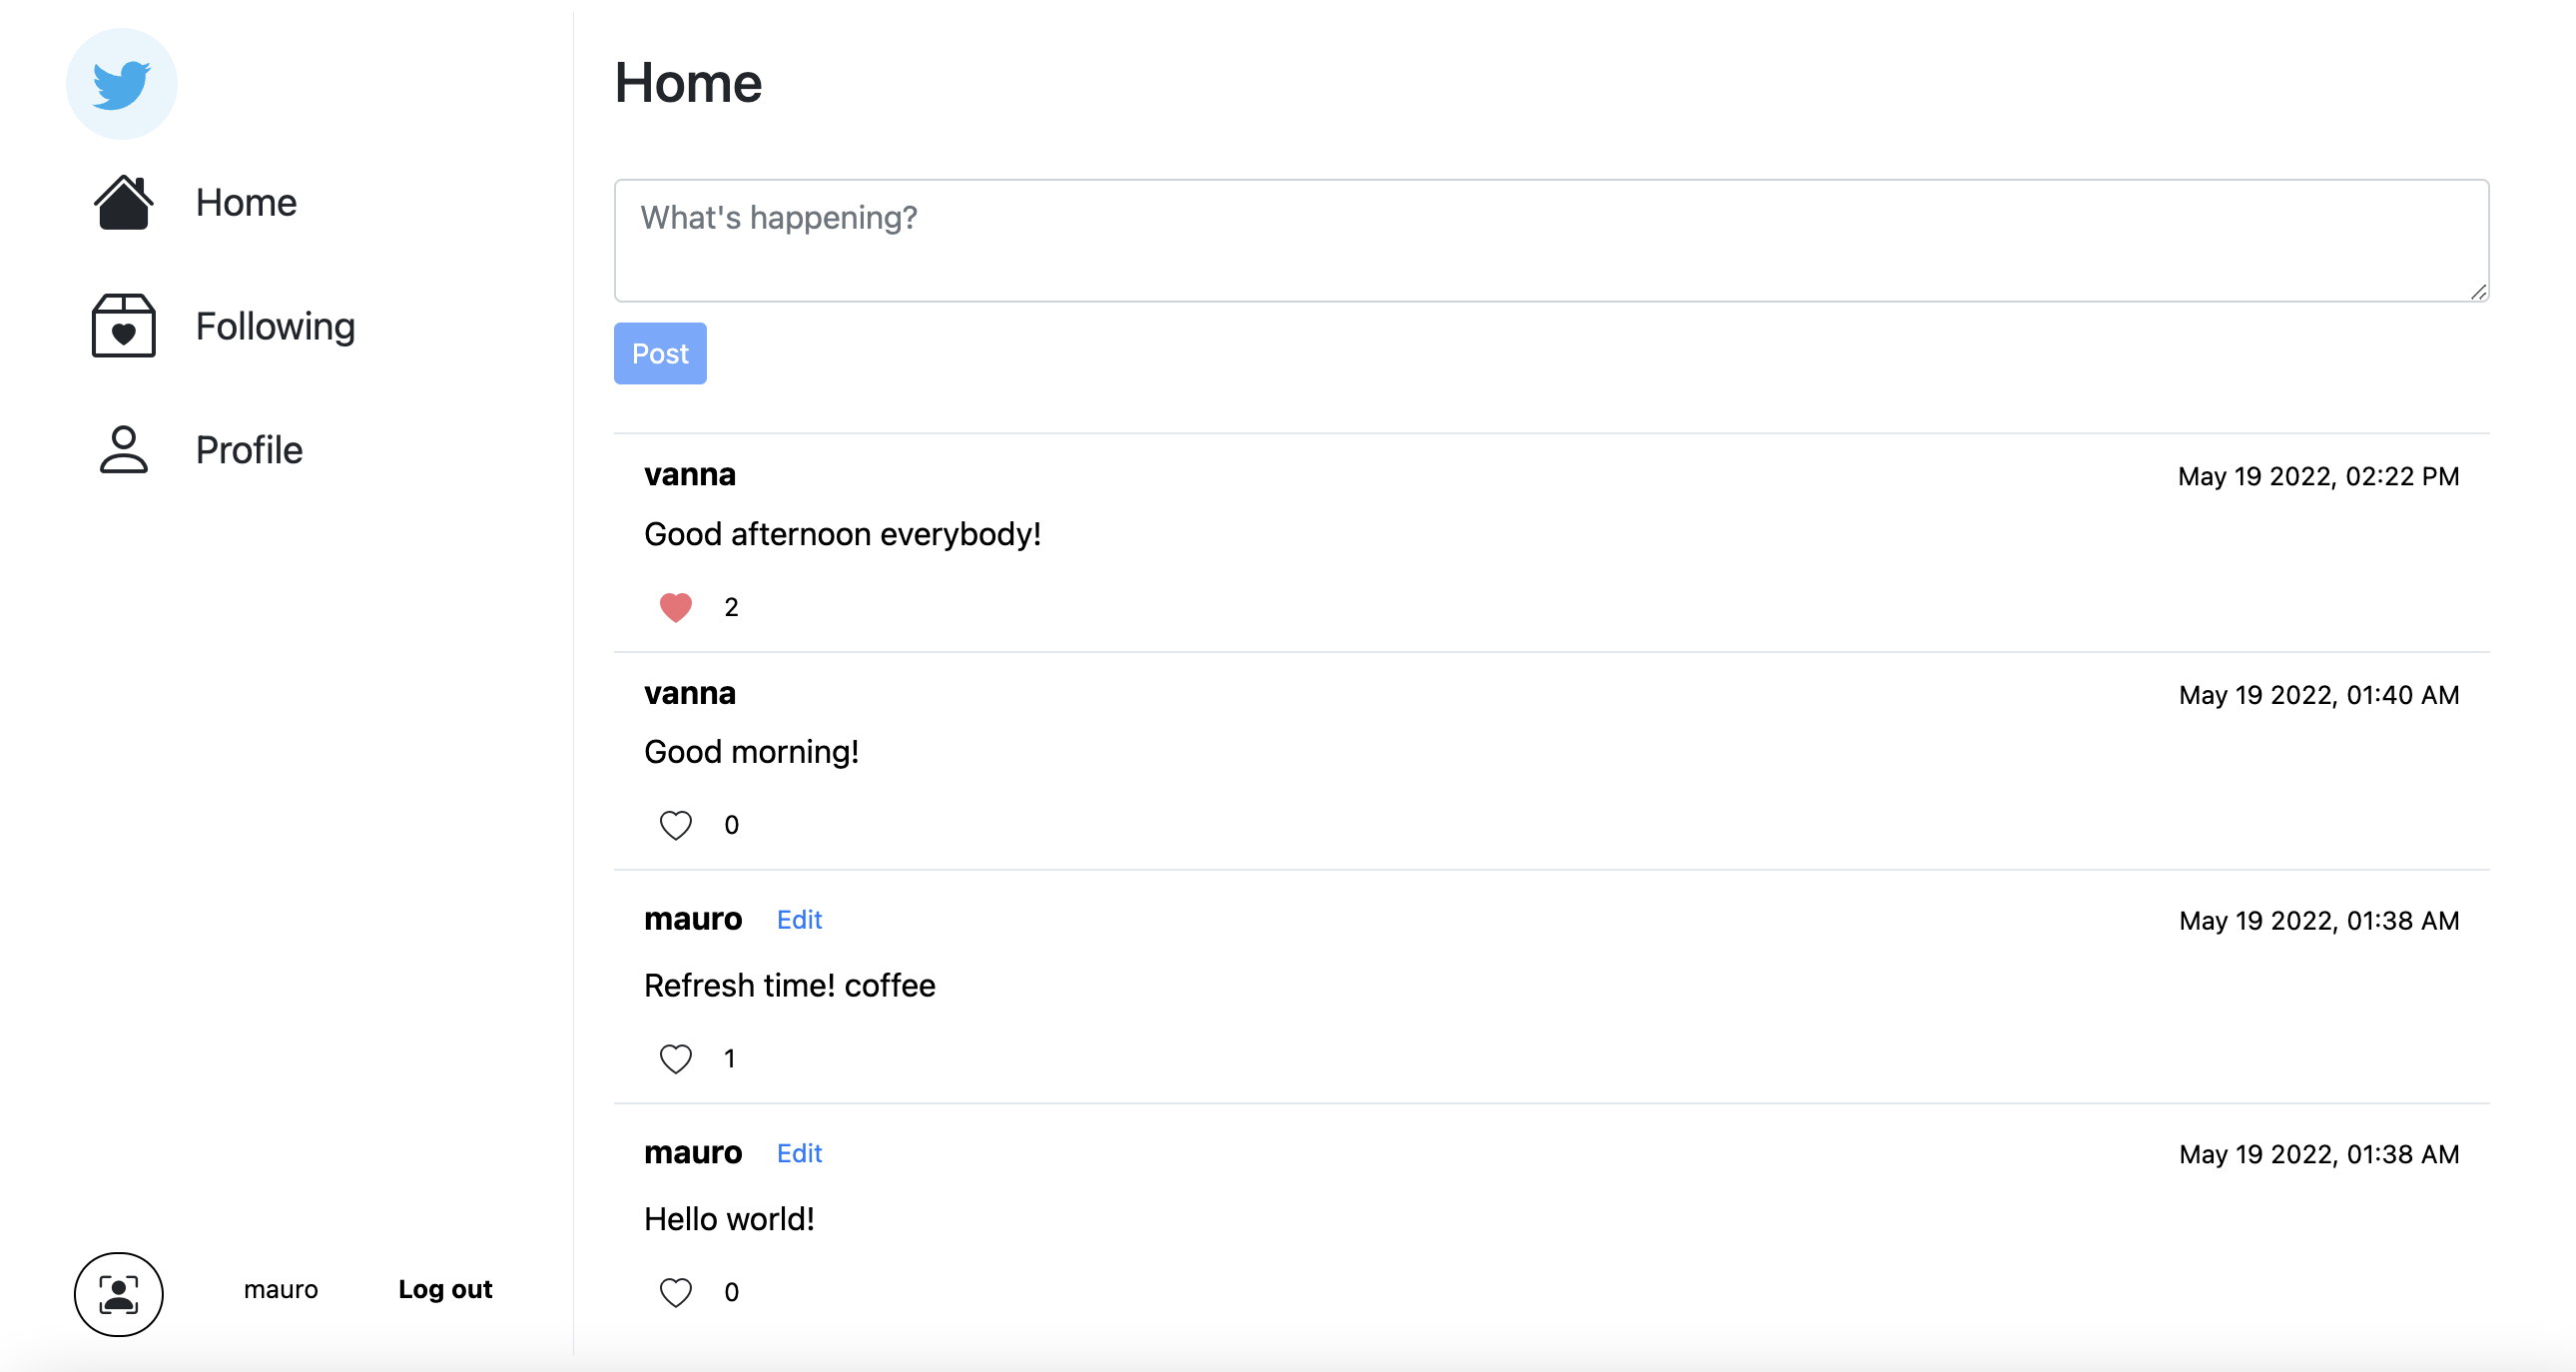 Home
Following
Profile
mauro Log out
Home
What's happening?
Post
vanna May 19 2022, 02:22 PM
Good afternoon everybody!
2
vanna May 19 2022, 01:40 AM
Good morning!
0
mauro Edit May 19 2022, 01:38 AM
Refresh time! coffee
1
mauro Edit May 19 2022, 01:38 AM
Hello world!
0